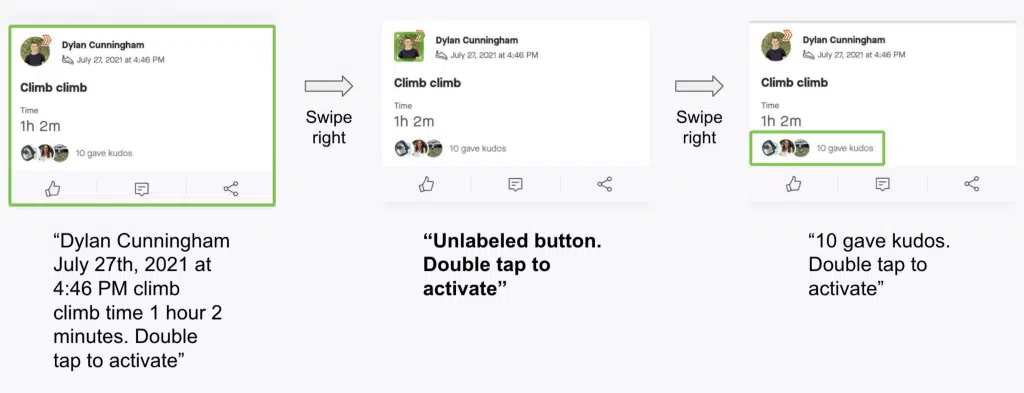 Dylan Cunningham
July 27, 2021 at 4:46 PM
Climb climb
Time
1h 2m
10 gave kudos
“Dylan Cunningham
July 27th, 2021 at
4:46 PM climb
climb time 1 hour 2
minutes. Double
tap to activate”
Swipe
right
Dylan Cunningham
July 27, 2021 at 4:46 PM
Climb climb
Time
1h 2m
10 gave kudos
“Unlabeled button.
Double tap to
activate”
Swipe
right
Dylan Cunningham
July 27, 2021 at 4:46 PM
Climb climb
Time
1h 2m
10 gave kudos
“10 gave kudos.
Double tap to
activate”